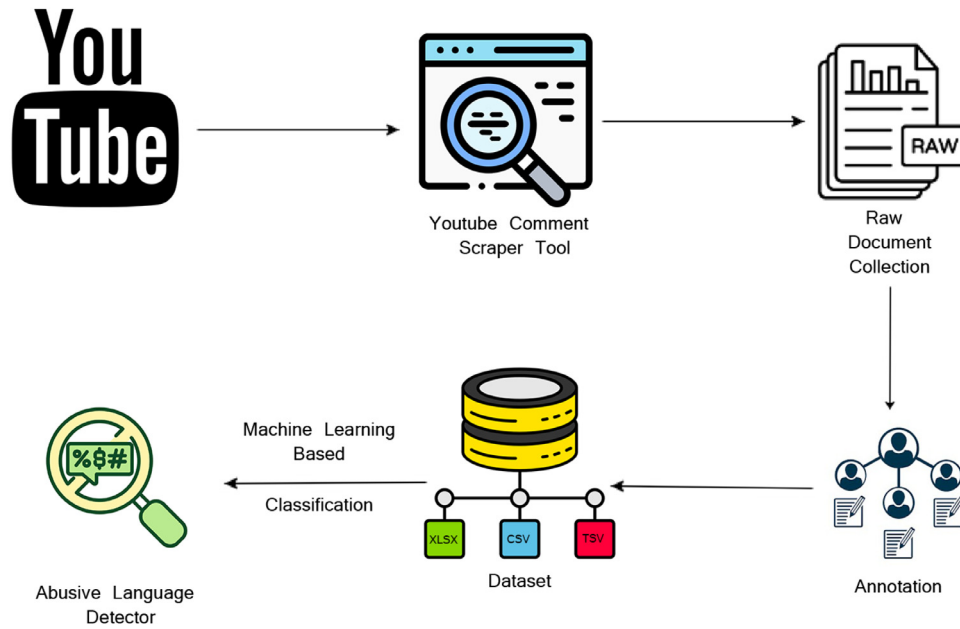 You
Tube
RAW
Youtube Comment
Scraper Tool
Raw
Document
Collection
%$#
Machine Learning
Based
Classification
XLSX
CSV
TSV
Dataset
Annotation
Abusive Language
Detector